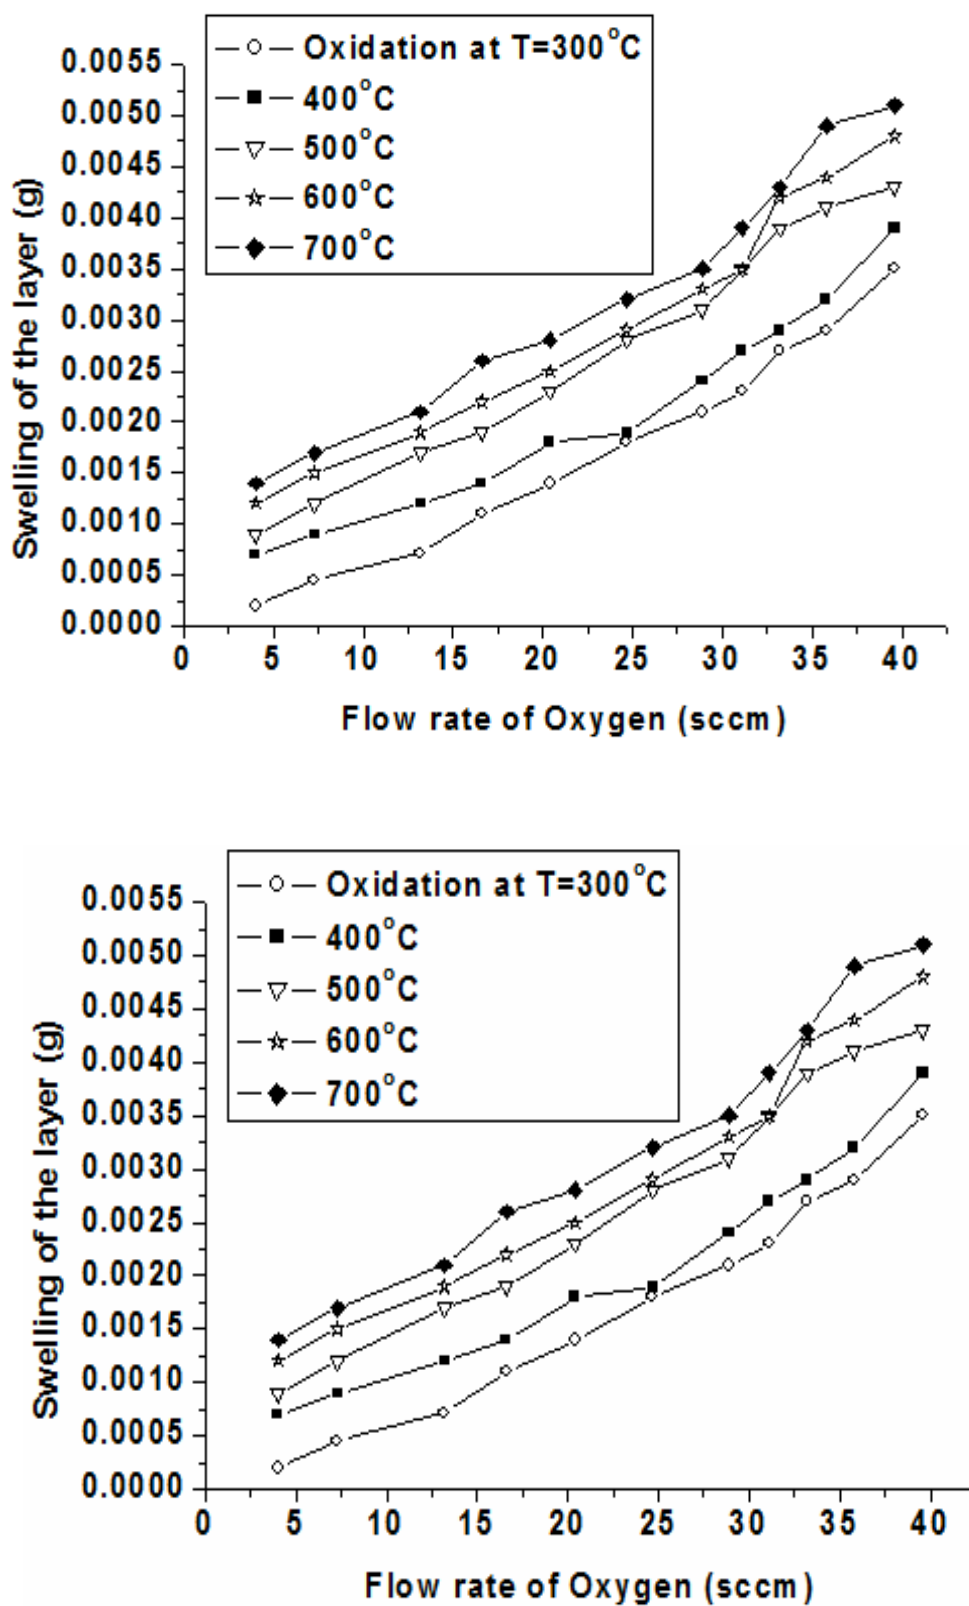 Oxidation at T=300°C
400°C
500°C
600°C
700°C
0.0055
0.0050
0.0045
0.0040
0.0035
0.0030
0.0025
0.0020
0.0015
0.0010
0.0005
0.0000
Swelling of the layer (g)
0 5 10 15 20 25 30 35 40
Flow rate of Oxygen (sccm)
Oxidation at T=300°C
400°C
500°C
600°C
700°C
0.0055
0.0050
0.0045
0.0040
0.0035
0.0030
0.0025
0.0020
0.0015
0.0010
0.0005
0.0000
Swelling of the layer (g)
0 5 10 15 20 25 30 35 40
Flow rate of Oxygen (sccm)